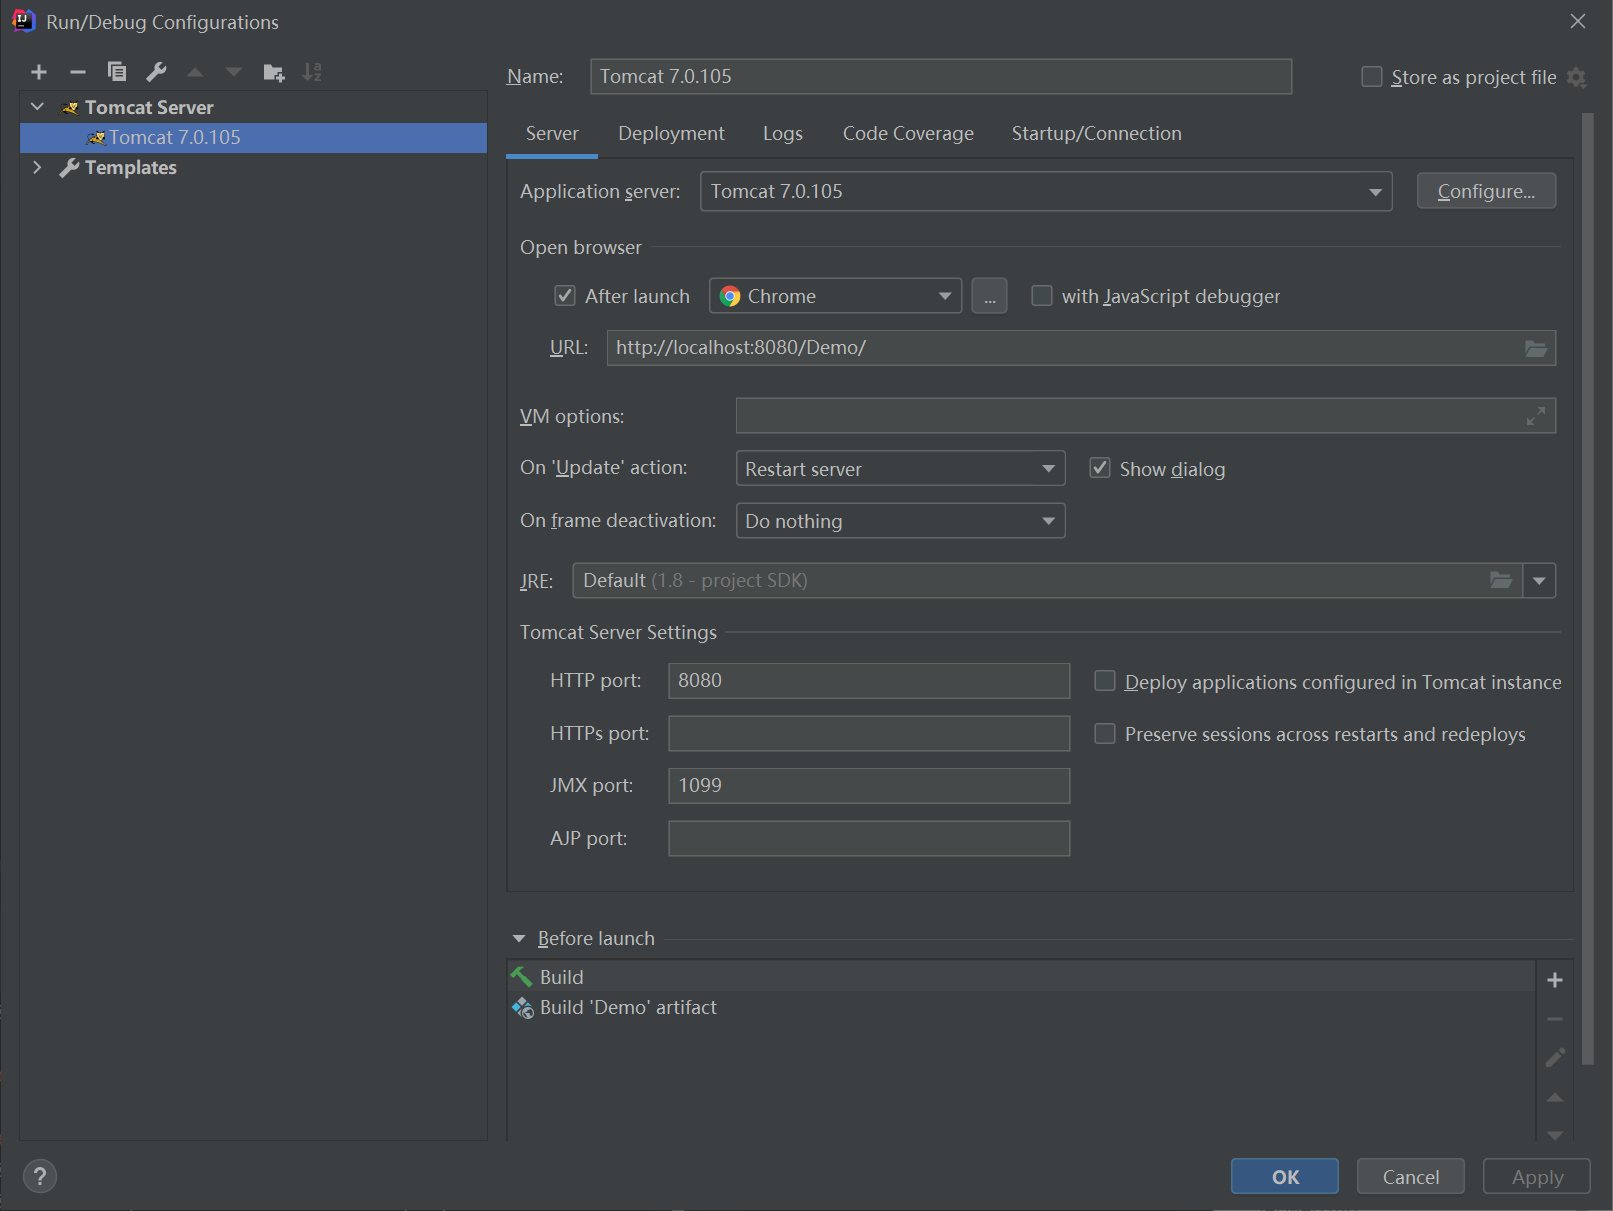 Run/Debug Configurations
Name: Tomcat 7.0.105 Store as project file
Tomcat Server
Tomcat 7.0.105
Templates
Server Deployment Logs Code Coverage Startup/Connection
Application server: Tomcat 7.0.105 Configure...
Open browser
After launch Chrome ... with JavaScript debugger
URL: http://localhost:8080/Demo/
VM options:
On 'Update' action: Restart server Show dialog
On frame deactivation: Do nothing
JRE: Default (1.8 - project SDK)
Tomcat Server Settings
HTTP port: 8080 Deploy applications configured in Tomcat instance
HTTPs port: Preserve sessions across restarts and redeploys
JMX port: 1099
AJP port:
Before launch
Build
Build 'Demo' artifact
? OK Cancel Apply